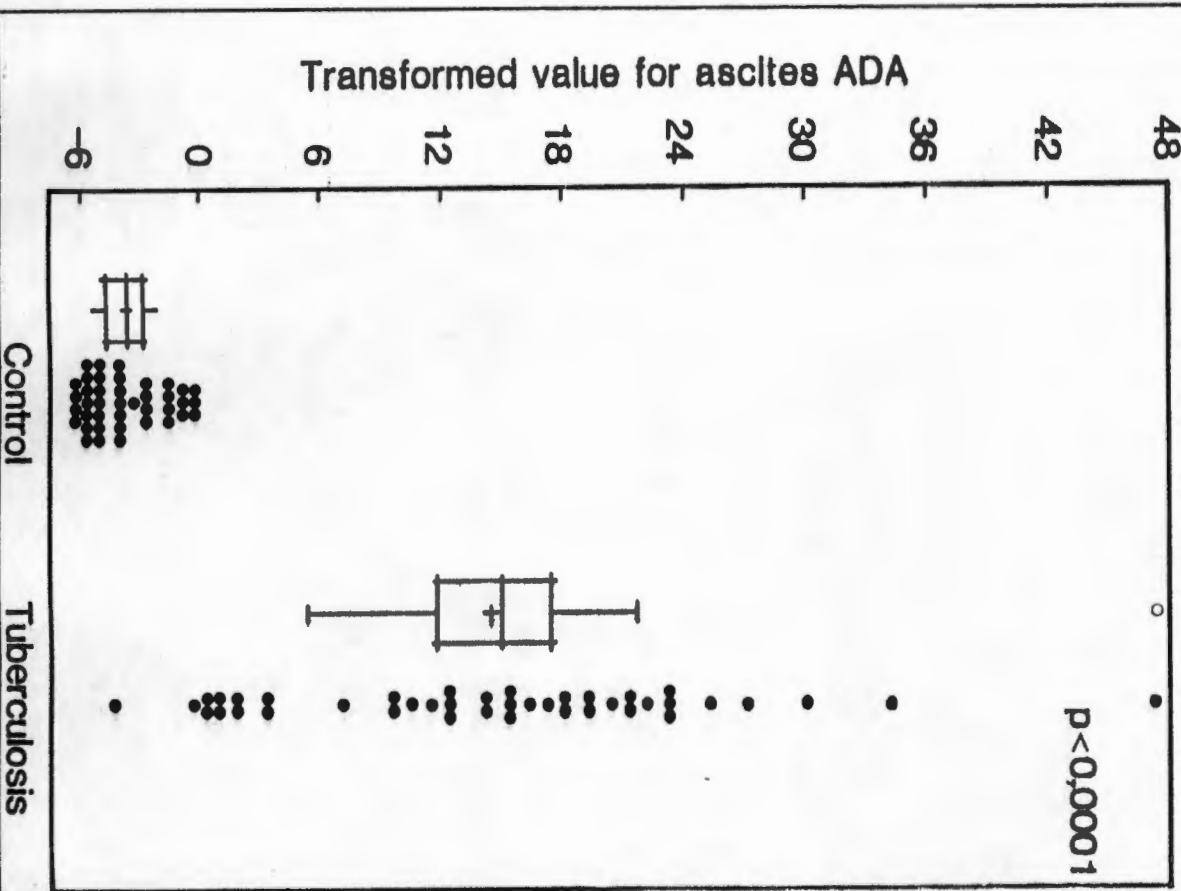 Transformed value for ascites ADA
48
42
36
30
24
18
12
6
0
-6
p<0,0001
Control
Tuberculosis